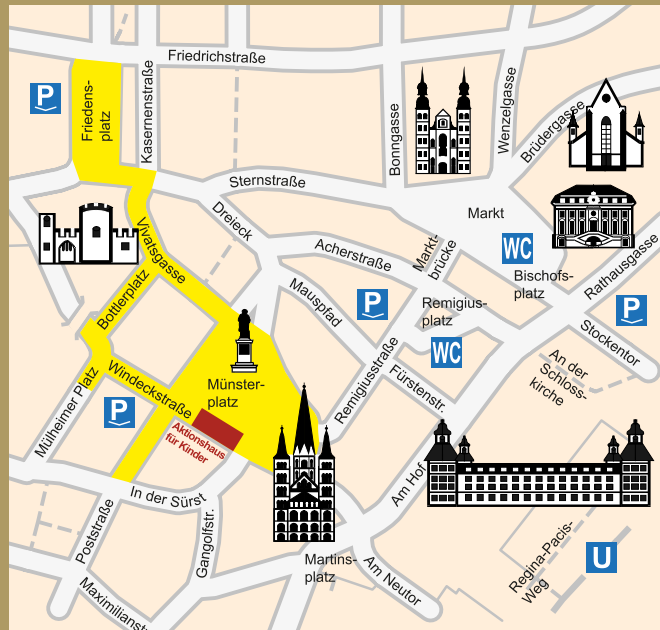 Friedrichstraße
P
Friedens-
platz
Kasernenstraße
Bonngasse
Wenzelgasse
Brüdergasse
Sternstraße
Dreieck
Markt
Vivatsgasse
Acherstraße
Markt-
brücke
WC
Bischofs-
platz
Rathausgasse
Bottlerplatz
Mauspfad
P
Remigius-
platz
P
Stockentor
WC
Remigiusstraße
Fürstenstr.
An der
Schloss-
kirche
Windeckstraße
Münster-
platz
Mülheimer Platz
P
Aktionshaus
für Kinder
In der Sürst
Am Hof
Poststraße
Gangolfstr.
Martins-
platz
Am Neutor
Regina-Pacis-
Weg
U
Maximilianstr